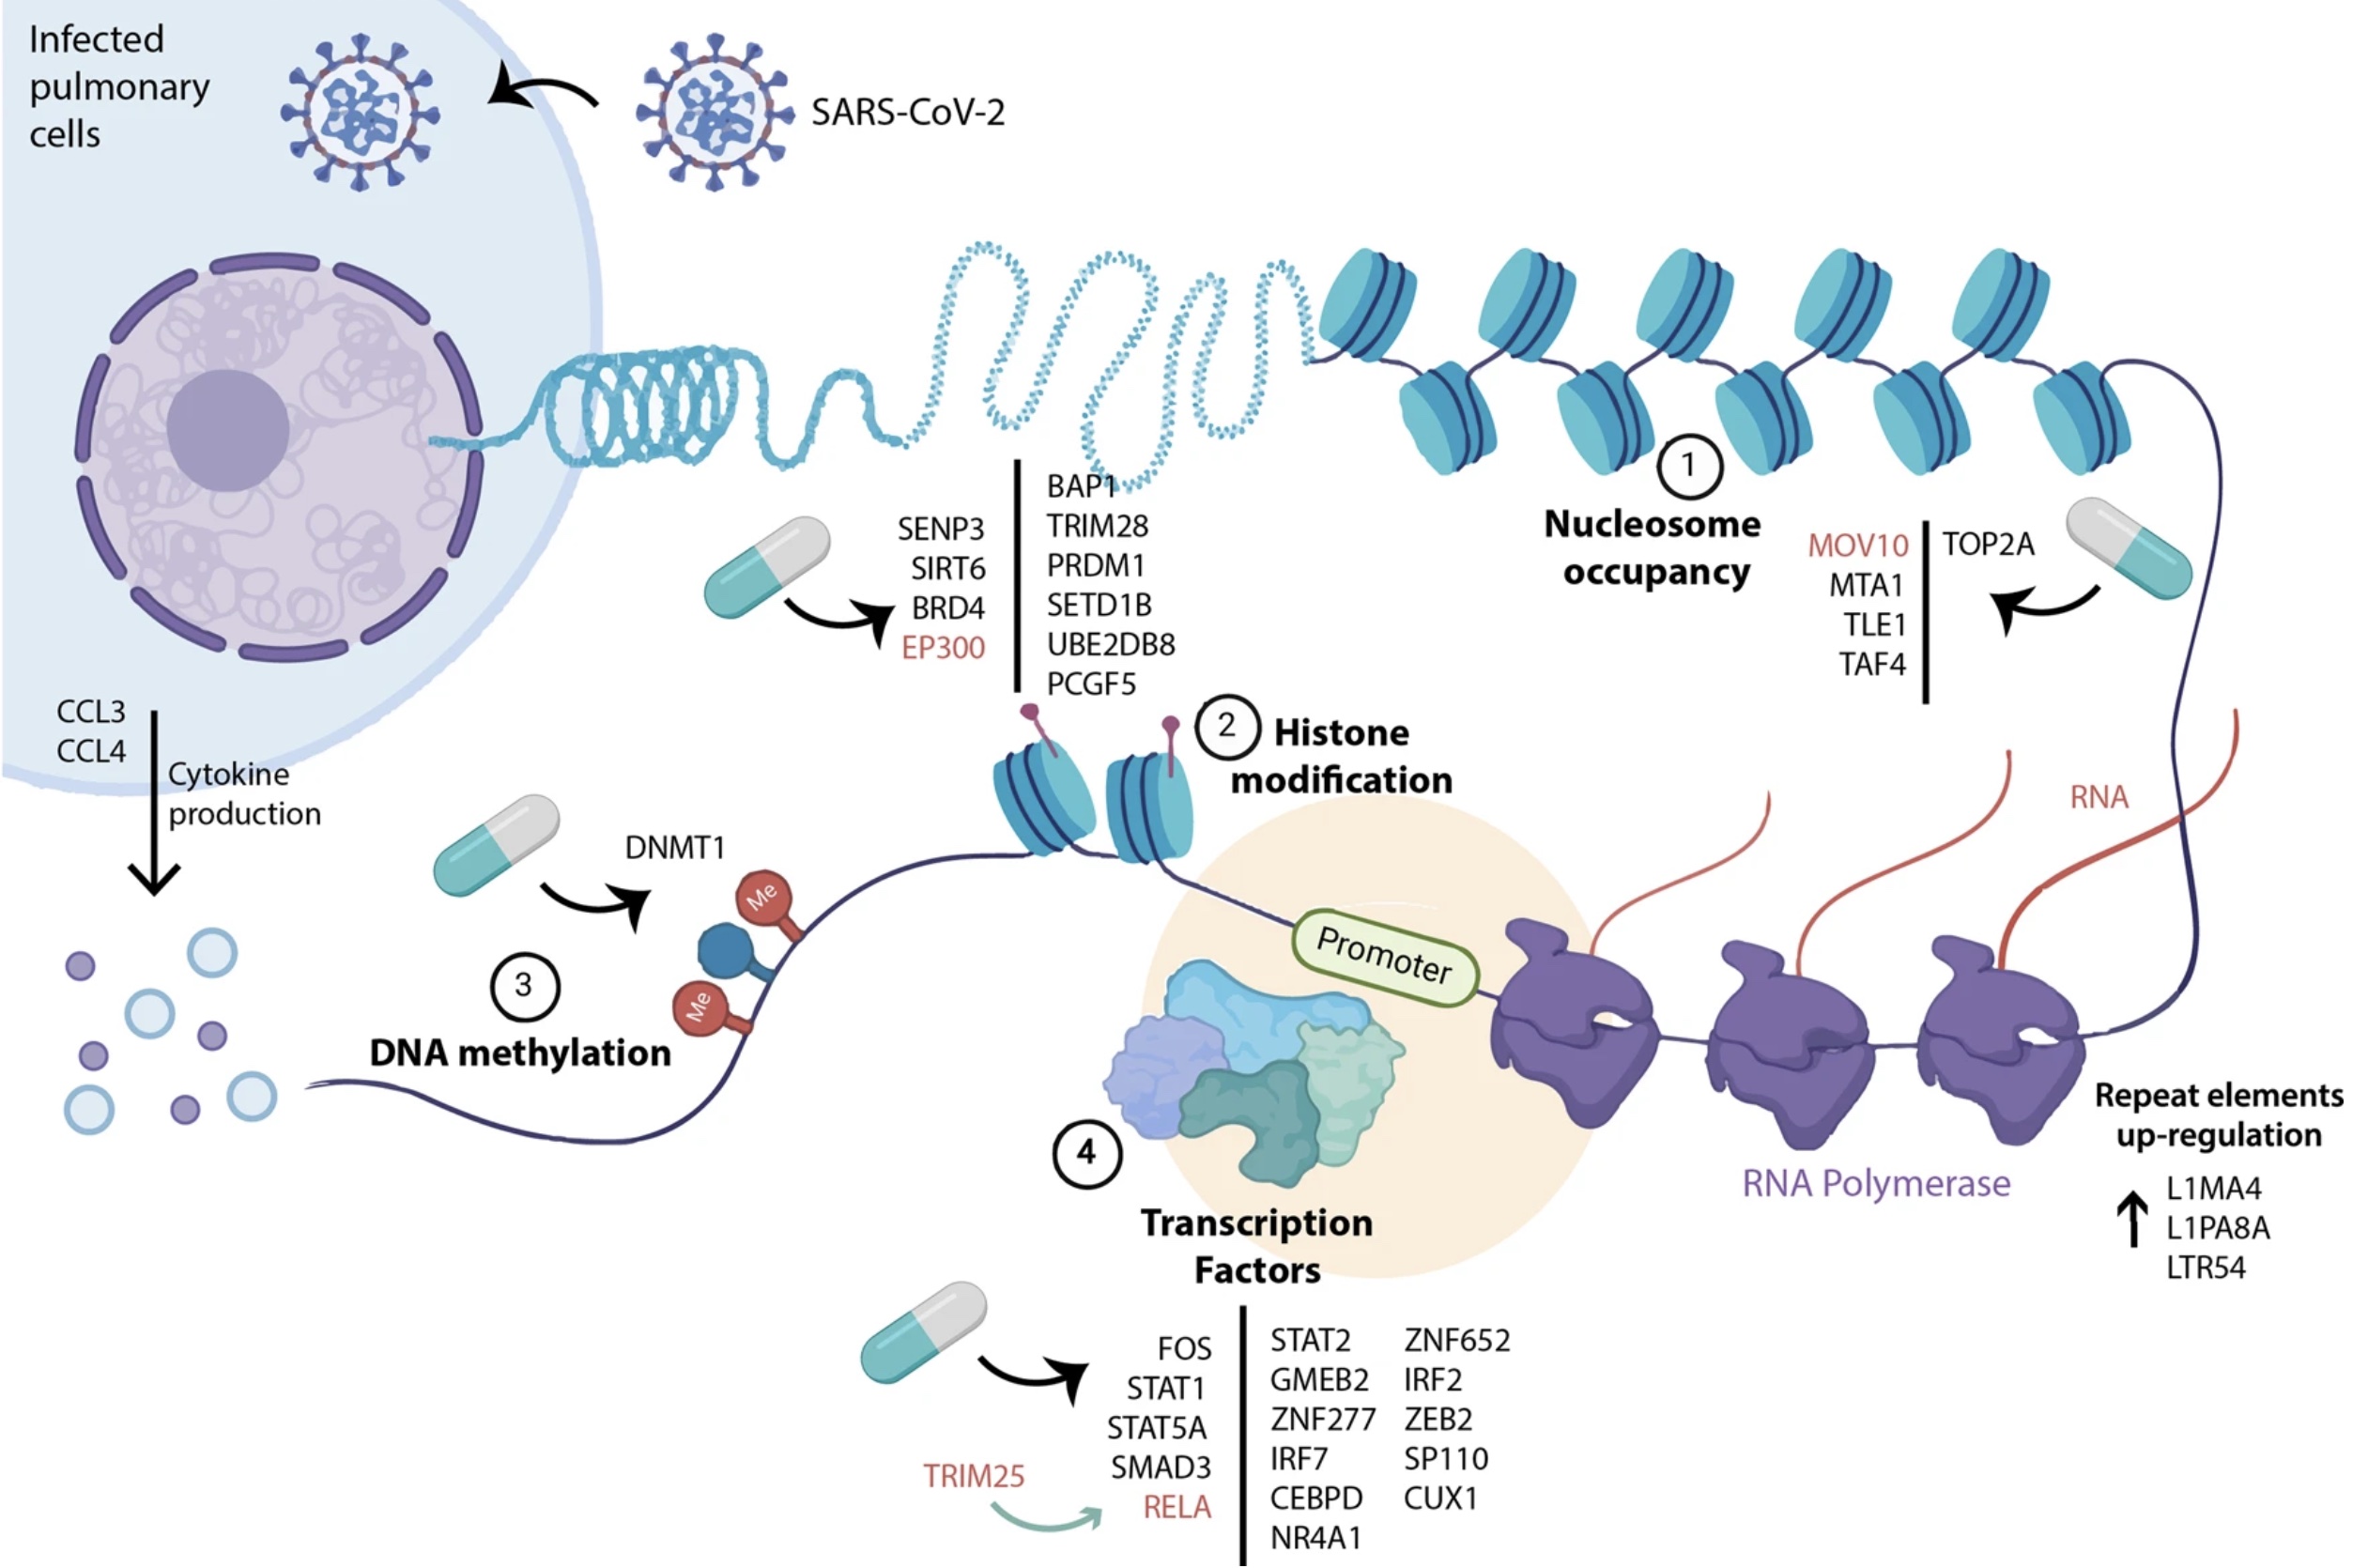 Infected
pulmonary
cells
SARS-CoV-2
SENP3
SIRT6
BRD4
EP300
BAP1
TRIM28
PRDM1
SETD1B
UBE2DB8
PCGF5
1
Nucleosome
occupancy
MOV10
MTA1
TLE1
TAF4
TOP2A
CCL3
CCL4
Cytokine
production
2
Histone
modification
RNA
DNMT1
Me
Me
3
DNA methylation
Promoter
4
Transcription
Factors
RNA Polymerase
Repeat elements
up-regulation
L1MA4
L1PA8A
LTR54
FOS
STAT1
STAT5A
SMAD3
RELA
TRIM25
STAT2
GMEB2
ZNF277
IRF7
CEBPD
NR4A1
ZNF652
IRF2
ZEB2
SP110
CUX1